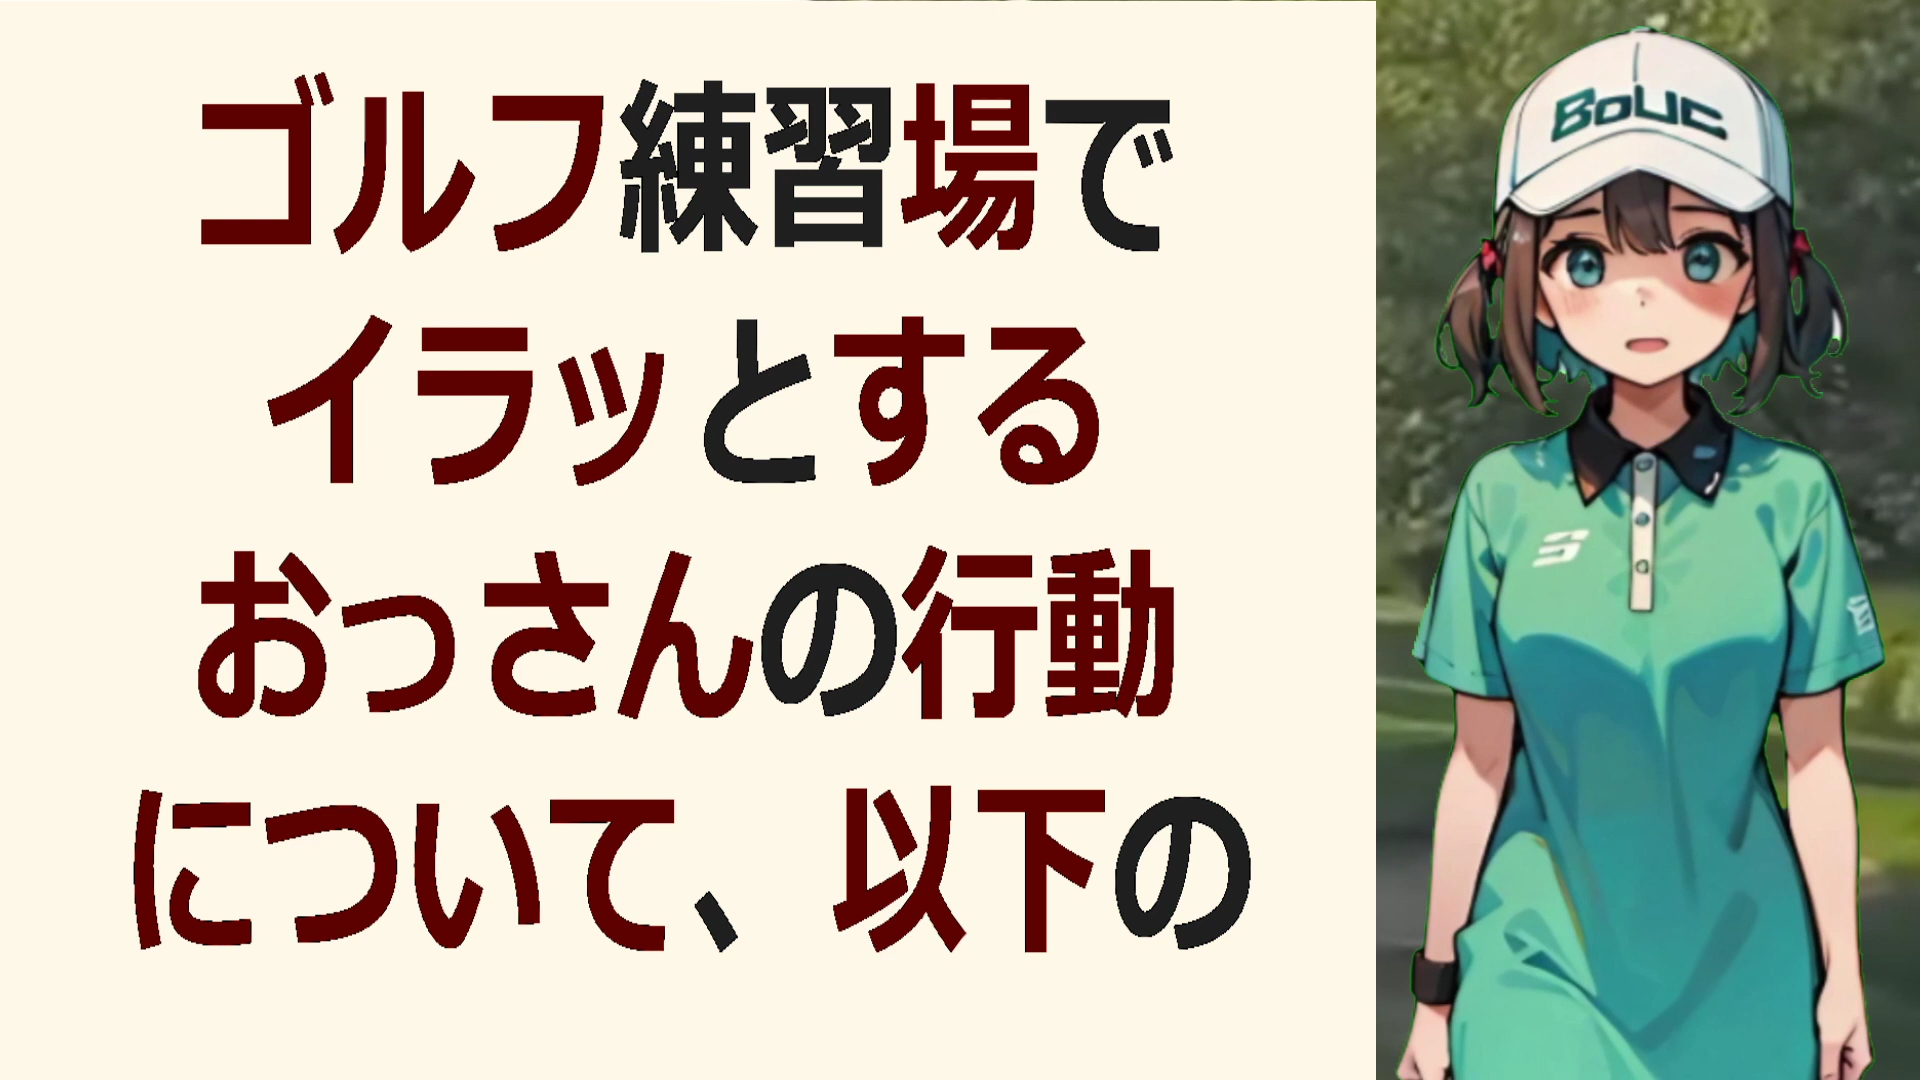 ゴルフ練習場で
イラッとする
おっさんの行動
について、以下の
BoUC
S